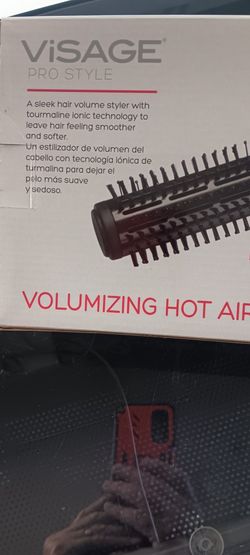 ViSAGE®
PRO STYLE
A sleek hair volume styler with
tourmaline ionic technology to
leave hair feeling smoother
and softer.
Un estilizador de volumen del
cabello con tecnología iónica de
turmalina para dejar el
pelo más suave
y sedoso.
VOLUMIZING HOT AIR